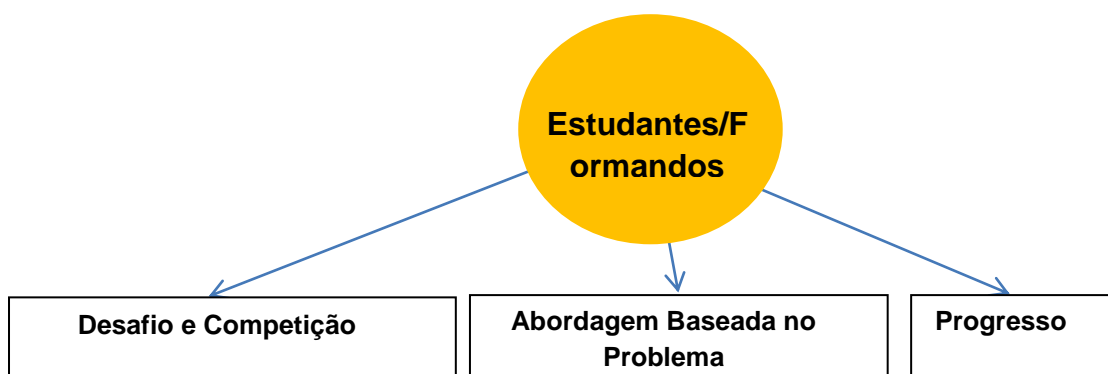 Estudantes/F
ormandos
Desafio e Competição
Abordagem Baseada no
Problema
Progresso